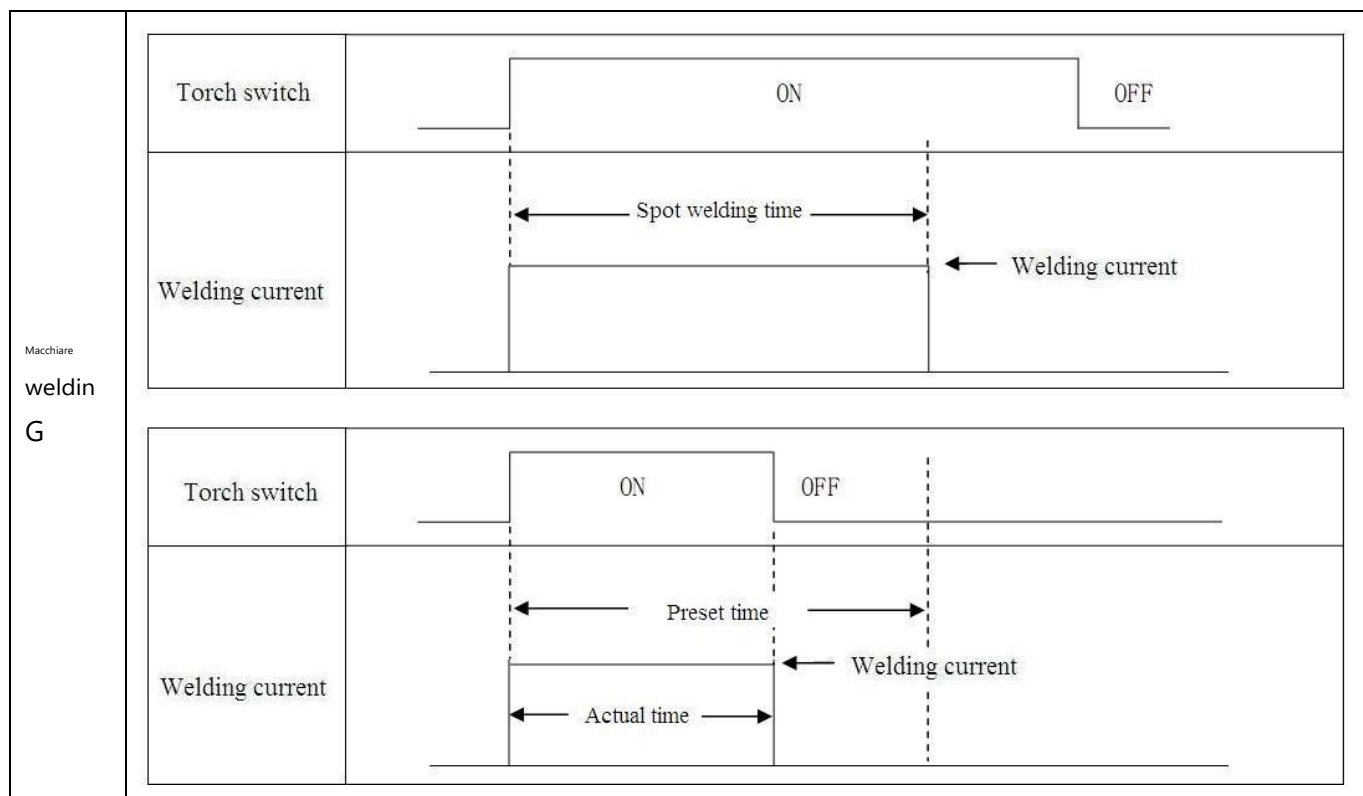 Macchiare
weldin
G
Torch switch
ON
OFF
Spot welding time
Welding current
Welding current
Torch switch
ON
OFF
Preset time
Welding current
Welding current
Actual time